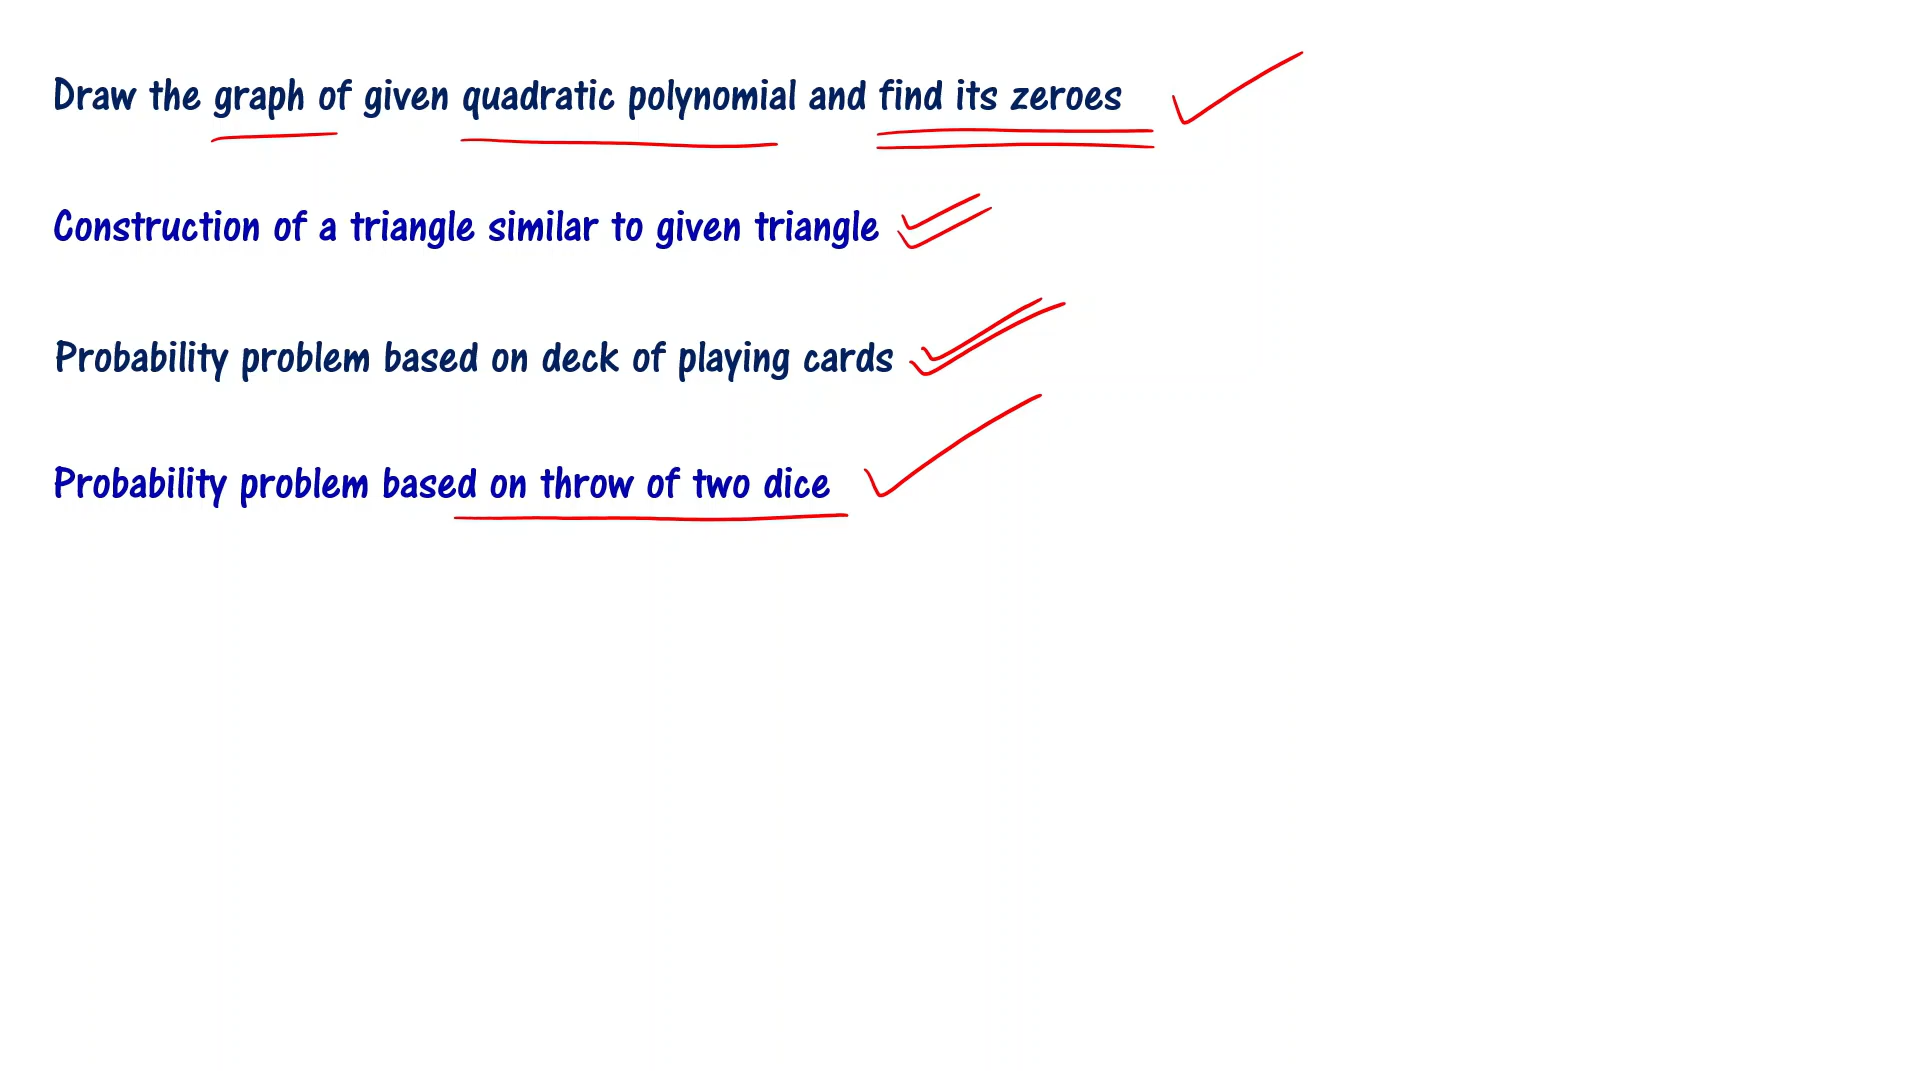 Draw the graph of given quadratic polynomial and find its zeroes
Construction of a triangle similar to given triangle
Probability problem based on deck of playing cards
Probability problem based on throw of two dice